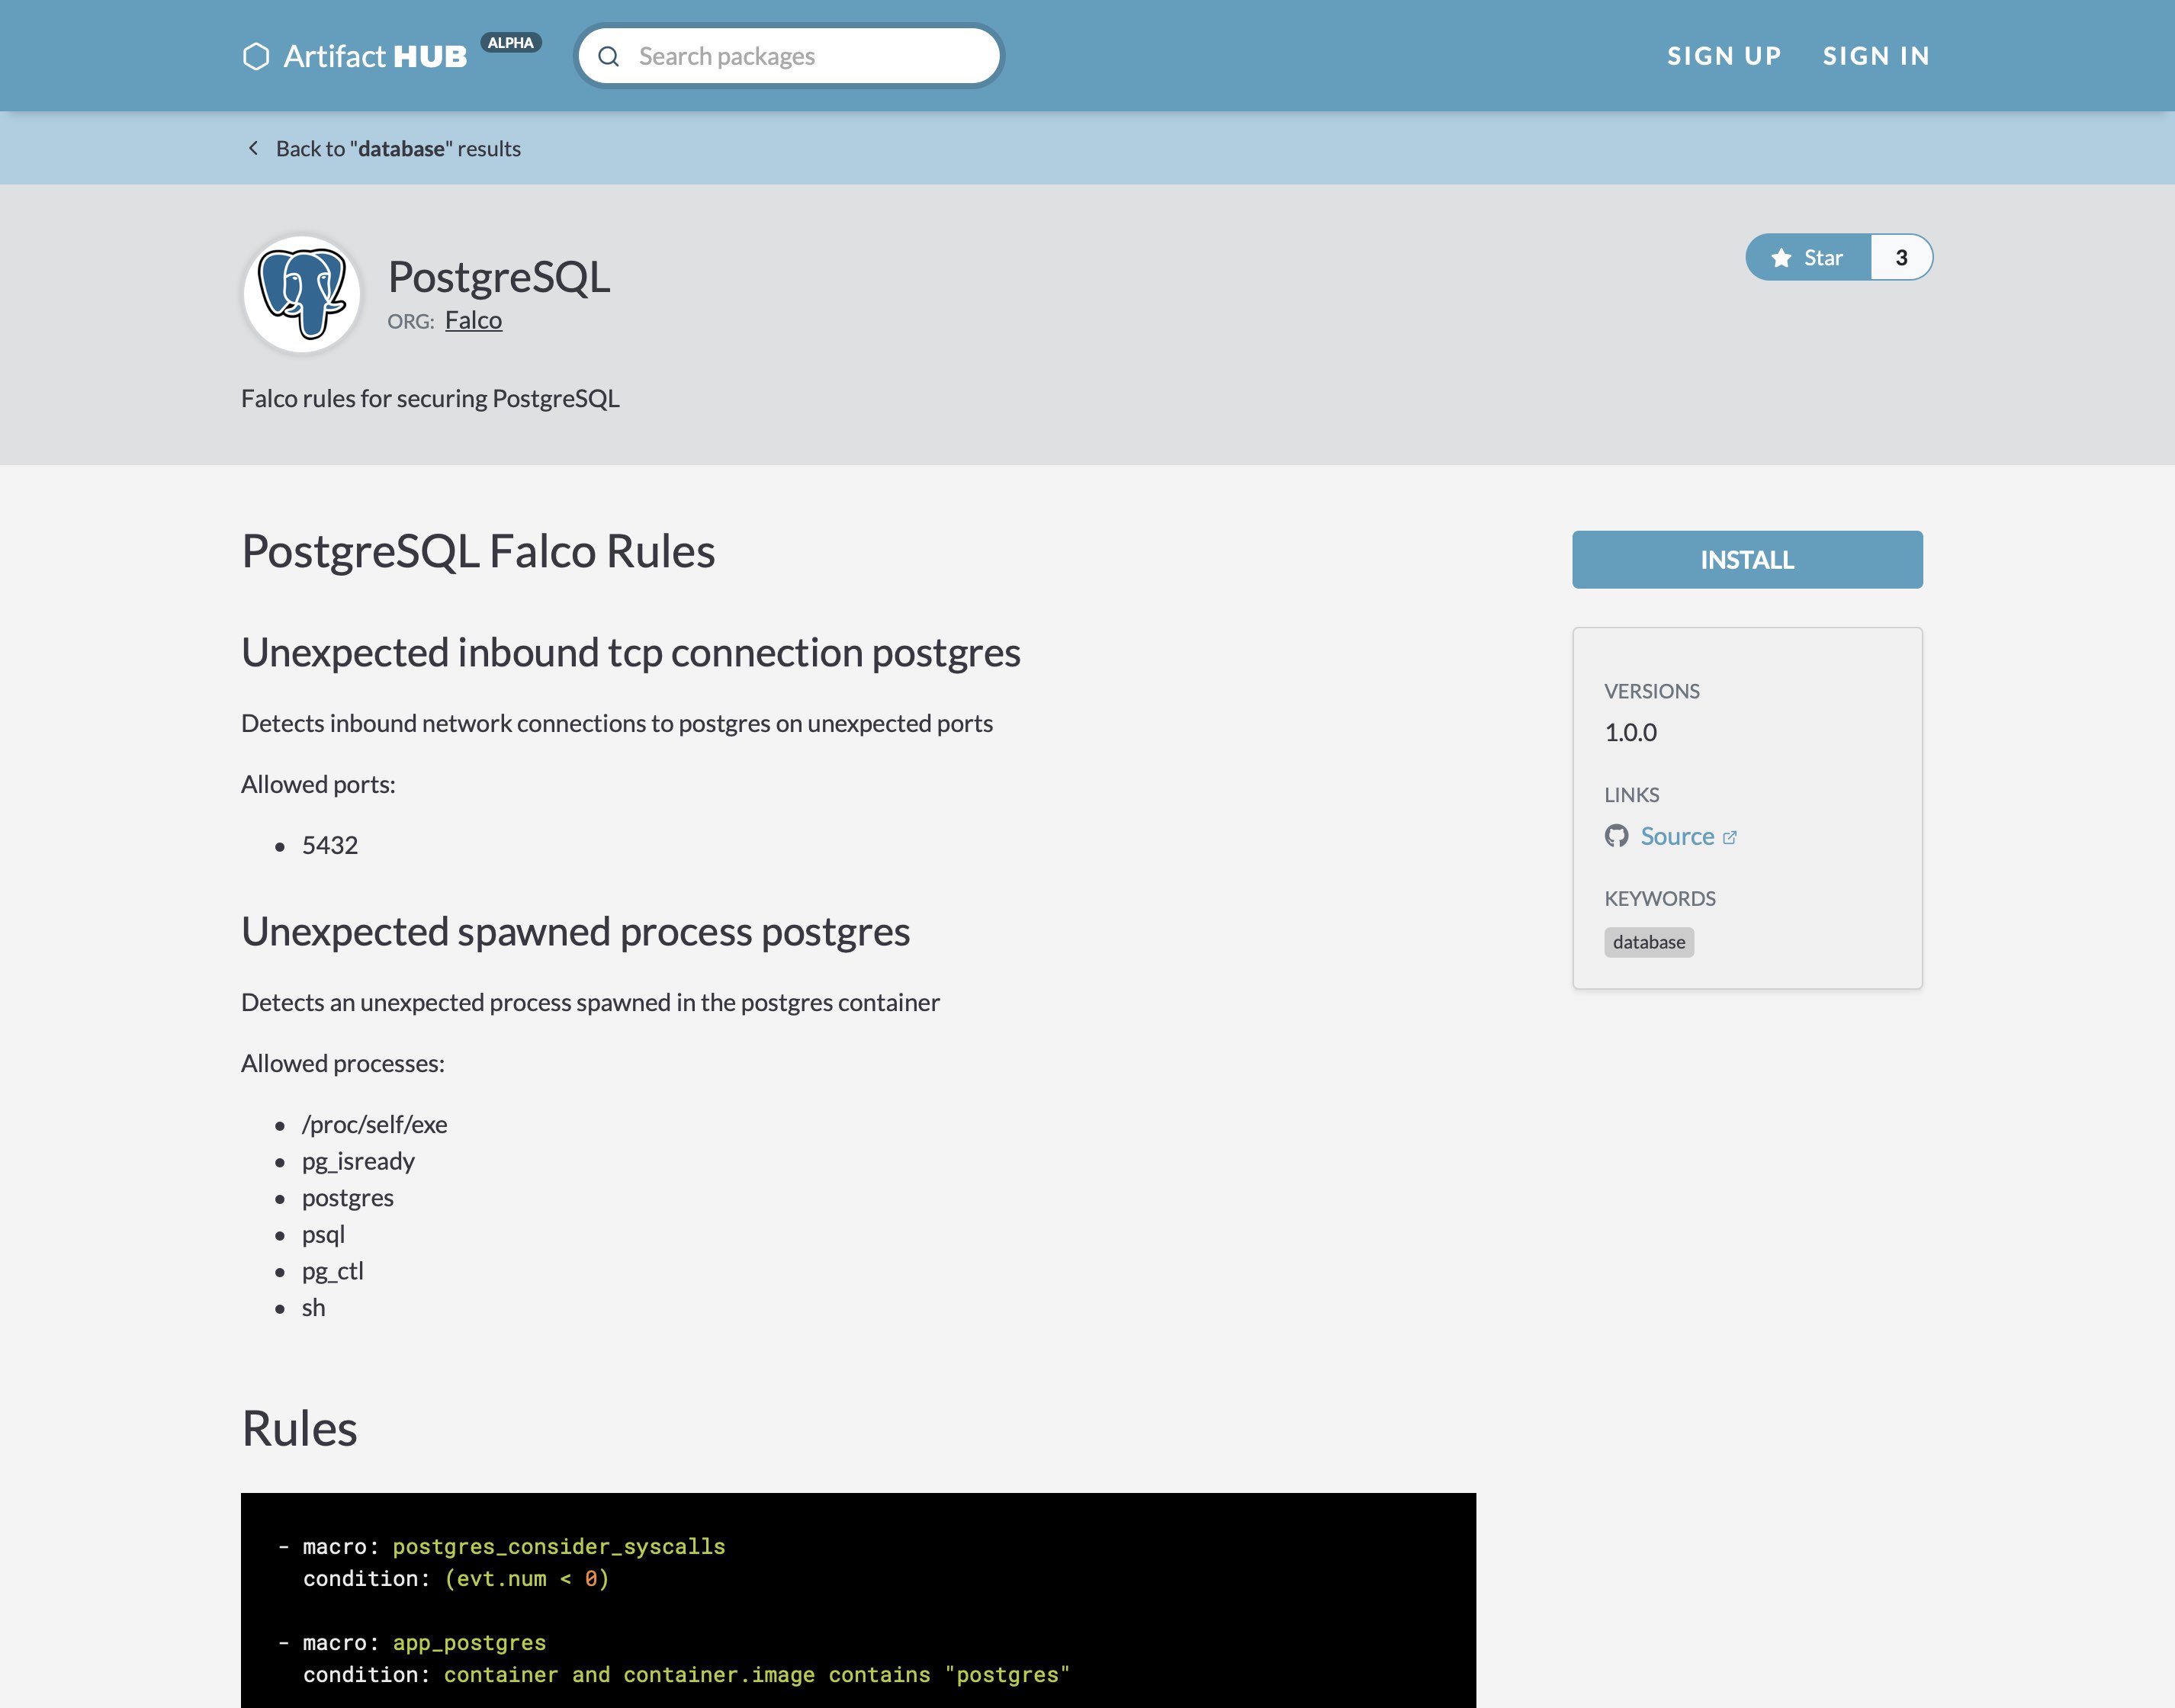 Artifact HUB ALPHA
Search packages
SIGN UP SIGN IN
Back to "database" results
PostgreSQL
Star 3
ORG: Falco
Falco rules for securing PostgreSQL
PostgreSQL Falco Rules
INSTALL
Unexpected inbound tcp connection postgres
Detects inbound network connections to postgres on unexpected ports
Allowed ports:
• 5432
Unexpected spawned process postgres
Detects an unexpected process spawned in the postgres container
Allowed processes:
• /proc/self/exe
• pg_isready
• postgres
• psql
• pg_ctl
• sh
VERSIONS
1.0.0
LINKS
Source
KEYWORDS
database
Rules
- macro: postgres_consider_syscalls
condition: (evt.num < 0)
- macro: app_postgres
condition: container and container.image contains "postgres"